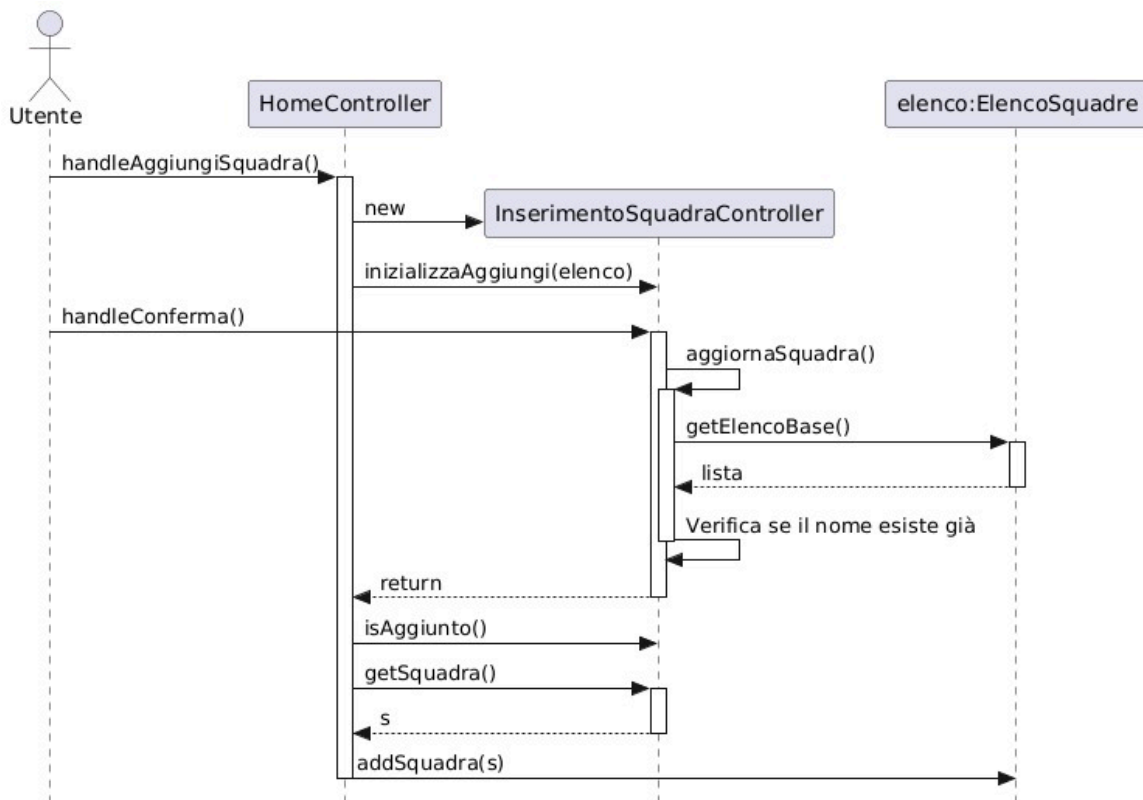 Utente
HomeController
elenco:ElencoSquadre
handleAggiungiSquadra()
new
InserimentoSquadraController
inizializzaAggiungi(elenco)
handleConferma()
aggiornaSquadra()
getElencoBase()
lista
Verifica se il nome esiste già
return
isAggiunto()
getSquadra()
s
addSquadra(s)